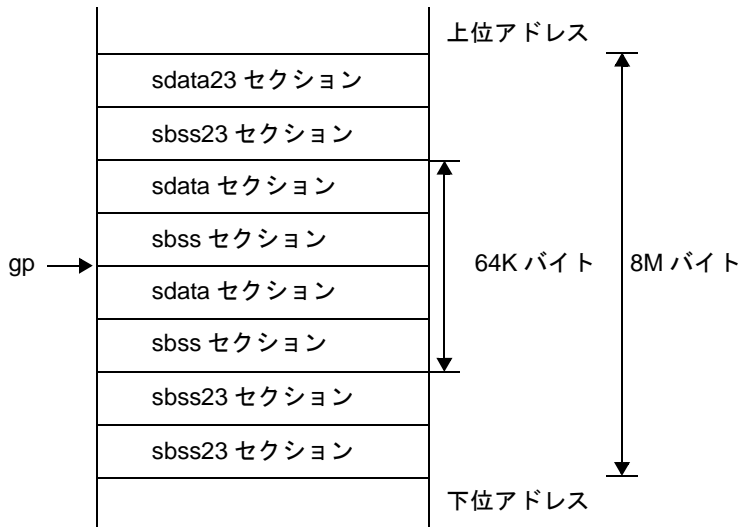 上位アドレス
sdata23 セクション
sbss23 セクション
sdata セクション
sbss セクション
gp
64K バイト
8M バイト
sdata セクション
sbss セクション
sbss23 セクション
sbss23 セクション
下位アドレス